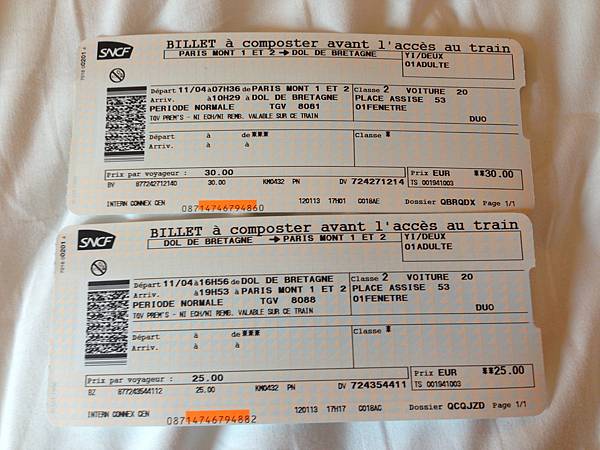 SNCF
BILLET à composter avant l'accès au train
PARIS MONT 1 ET 2 → DOL DE BRETAGNE
YI/DEUX
01ADULTE
Départ 11/04 à 07H36 de PARIS MONT 1 ET 2
Arriv. à 10H29 à DOL DE BRETAGNE
PERIODE NORMALE TGV 8081
TGV PREM'S - NI ECH/NI REMB. VALABLE SUR CE TRAIN
Classe 2 VOITURE 20
PLACE ASSISE 53
01FENETRE
DUO
Départ à de ***
Arriv. à à
Classe *
Prix par voyageur : 30.00
Prix EUR **30.00
BV 877242712140 30.00 KM0432 PN DV 724271214 TS 001941003
INTERN CONNEX CEN 120113 17H01 C018AE Dossier QBRQDX Page 1/1
08714746794860
SNCF
BILLET à composter avant l'accès au train
DOL DE BRETAGNE → PARIS MONT 1 ET 2
YI/DEUX
01ADULTE
Départ 11/04 à 16H56 de DOL DE BRETAGNE
Arriv. à 19H53 à PARIS MONT 1 ET 2
PERIODE NORMALE TGV 8088
TGV PREM'S - NI ECH/NI REMB. VALABLE SUR CE TRAIN
Classe 2 VOITURE 20
PLACE ASSISE 53
01FENETRE
DUO
Départ à de ***
Arriv. à à
Classe *
Prix par voyageur : 25.00
Prix EUR **25.00
BZ 877243544112 25.00 KM0432 PN DV 724354411 TS 001941003
INTERN CONNEX CEN 120113 17H17 C018AC Dossier QCQJZD Page 1/1
08714746794882